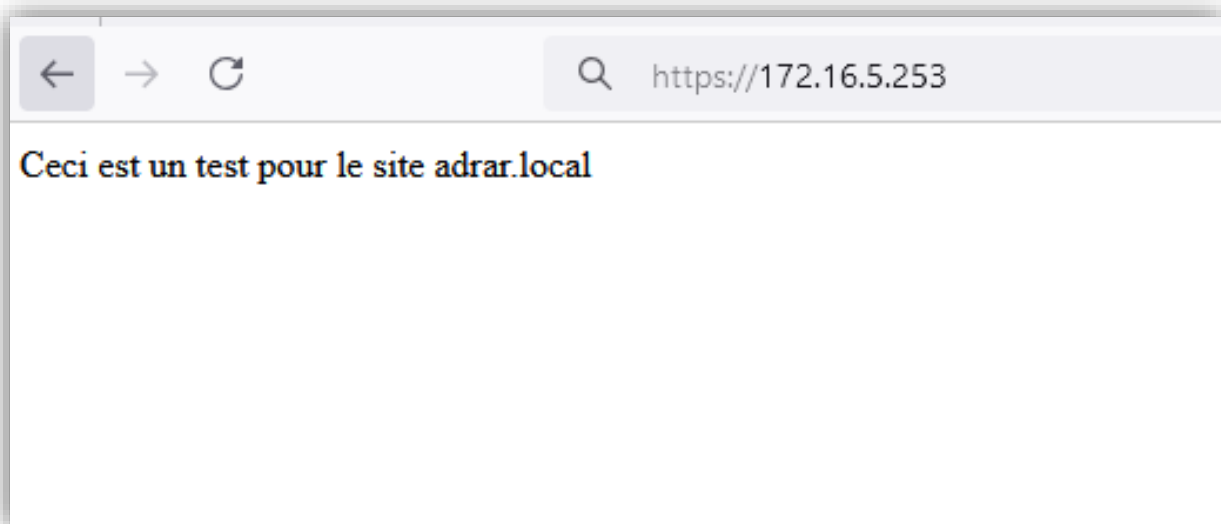 https://172.16.5.253
Ceci est un test pour le site adrar.local